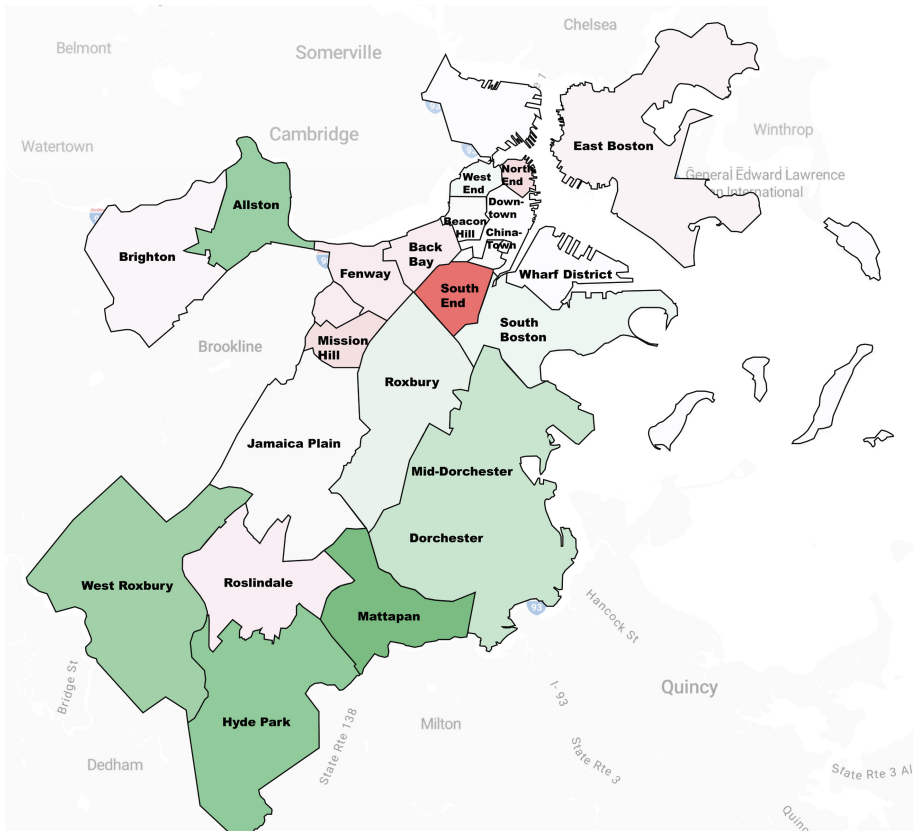 Chelsea
Belmont
Somerville
Cambridge
Winthrop
Watertown
East Boston
General Edward Lawrence
International
West
End
North
End
Down-
town
Beacon
Hill
China-
Town
Allston
Brighton
Back
Bay
Fenway
Wharf District
South
End
South
Boston
Brookline
Mission
Hill
Roxbury
Jamaica Plain
Mid-Dorchester
Dorchester
West Roxbury
Roslindale
Mattapan
93
Hancock St
Bridge St
Quincy
I- 93
Hyde Park
Milton
State Rte 138
State Rte 3
Dedham
State Rte 3 Al
Quinc